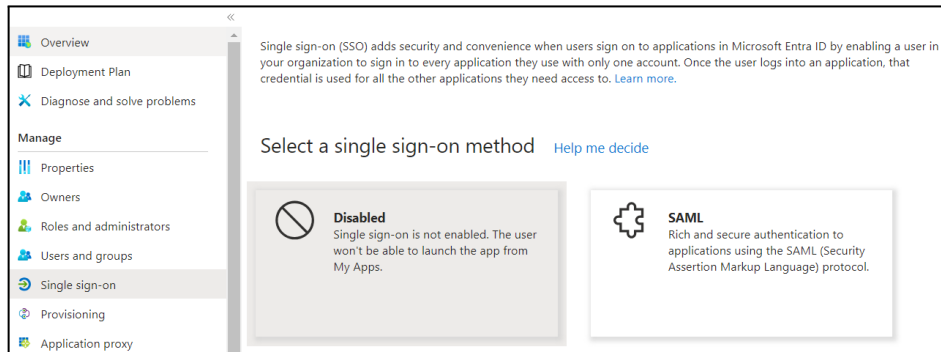 «
Overview
Deployment Plan
Diagnose and solve problems
Manage
Properties
Owners
Roles and administrators
Users and groups
Single sign-on
Provisioning
Application proxy
Single sign-on (SSO) adds security and convenience when users sign on to applications in Microsoft Entra ID by enabling a user in
your organization to sign in to every application they use with only one account. Once the user logs into an application, that
credential is used for all the other applications they need access to. Learn more.
Select a single sign-on method Help me decide
Disabled
Single sign-on is not enabled. The user
won't be able to launch the app from
My Apps.
SAML
Rich and secure authentication to
applications using the SAML (Security
Assertion Markup Language) protocol.